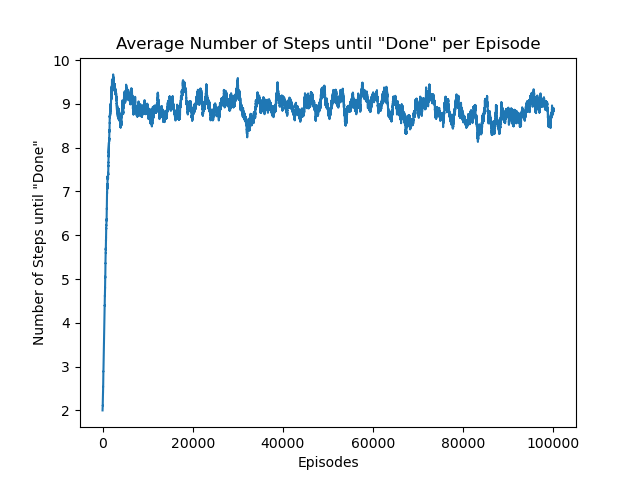 Average Number of Steps until "Done" per Episode
10
9
8
7
6
5
4
3
2
Number of Steps until "Done"
0 20000 40000 60000 80000 100000
Episodes